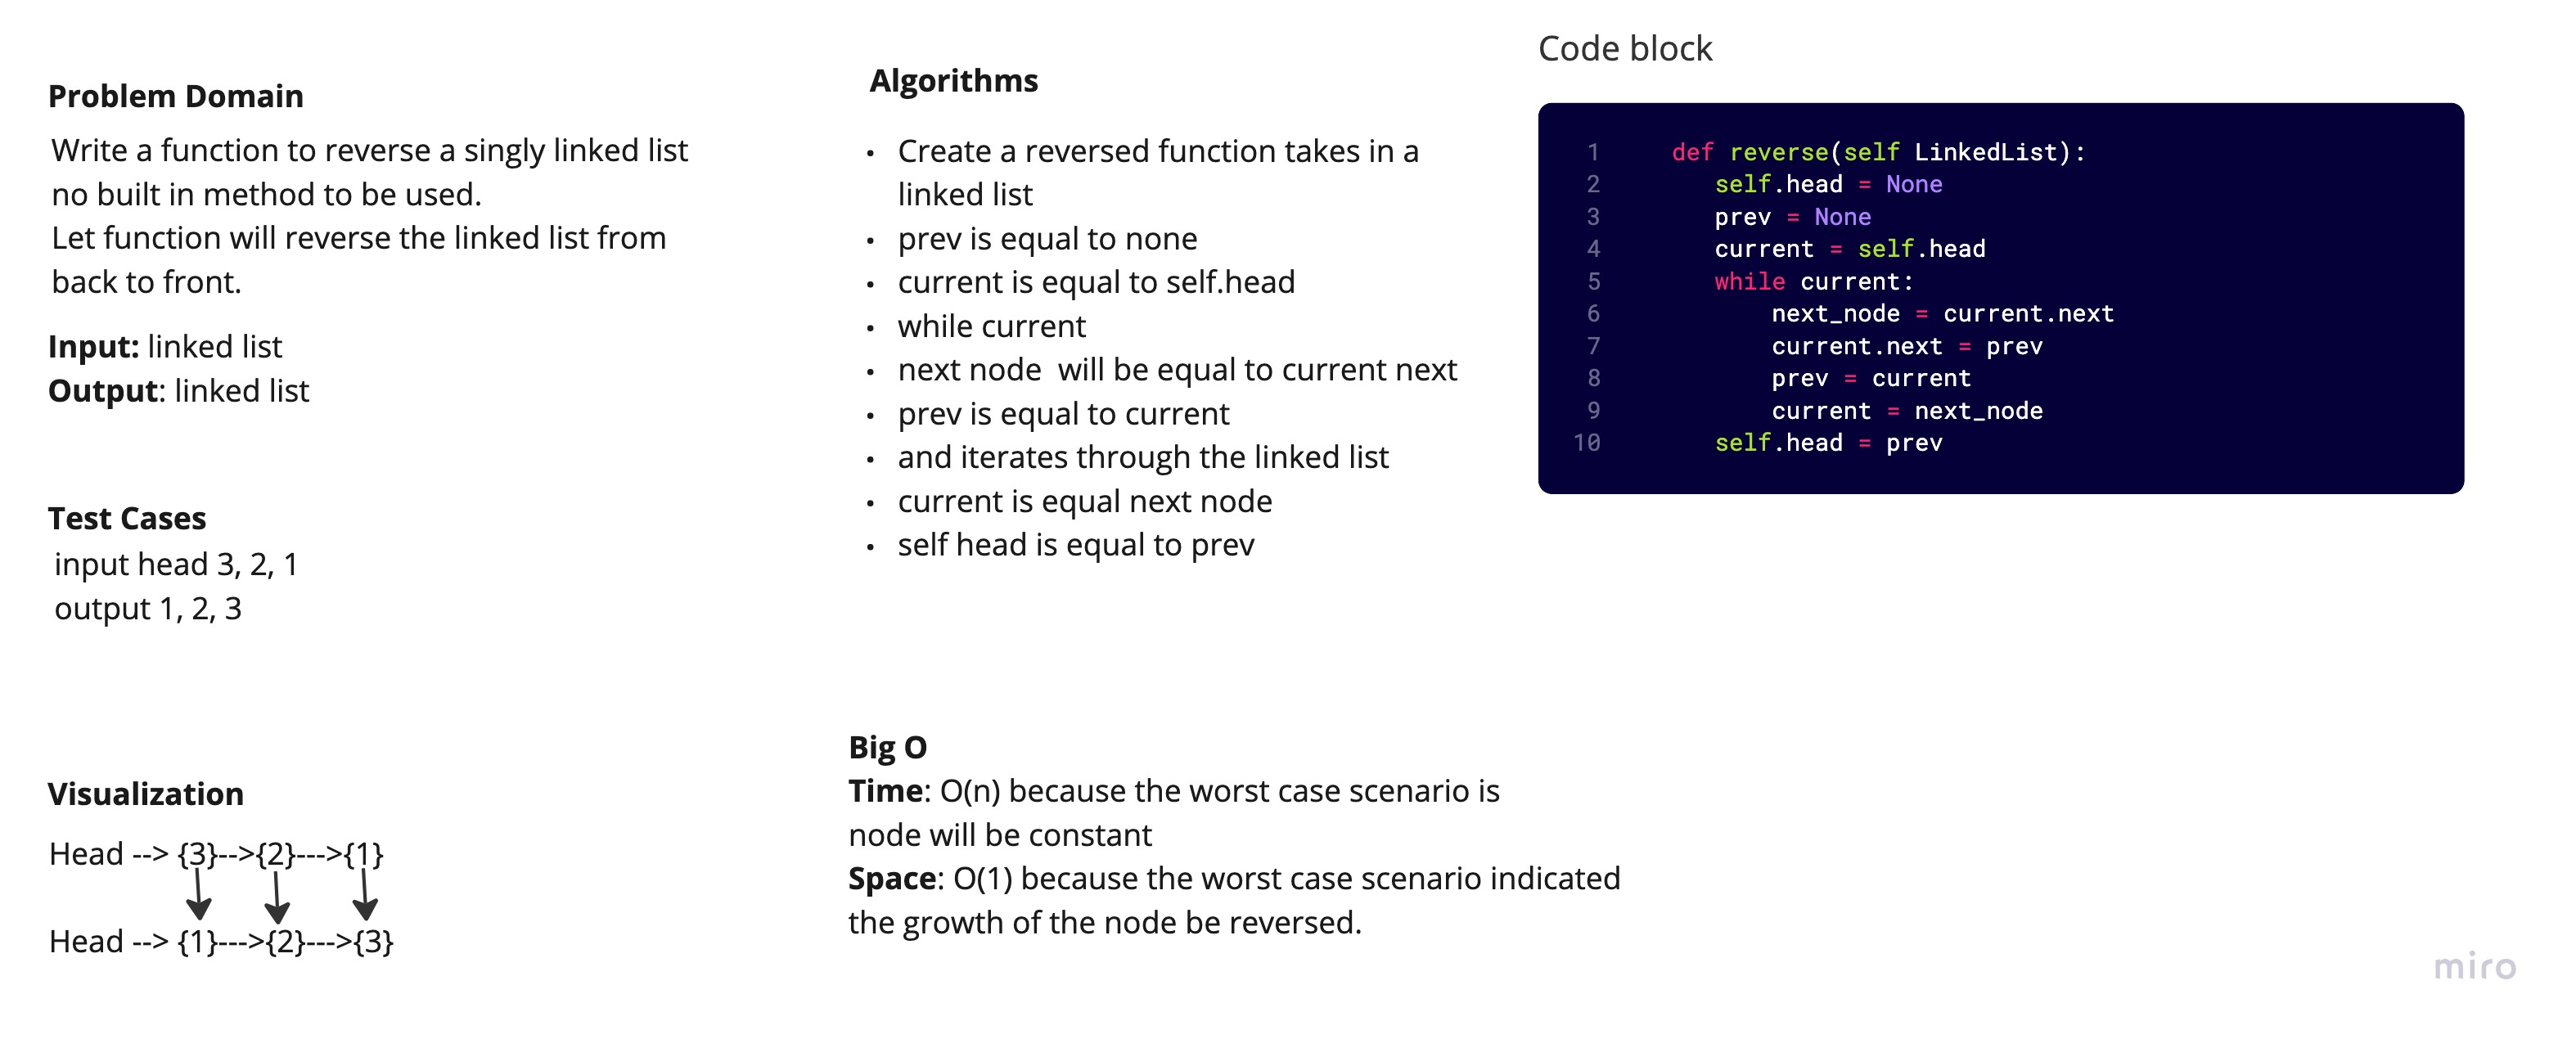 Problem Domain
Write a function to reverse a singly linked list
no built in method to be used.
Let function will reverse the linked list from
back to front.
Input: linked list
Output: linked list
Test Cases
input head 3, 2, 1
output 1, 2, 3
Visualization
Head --> {3}-->{2}--->{1}
Head --> {1}--->{2}--->{3}
Algorithms
• Create a reversed function takes in a
linked list
• prev is equal to none
• current is equal to self.head
• while current
• next node  will be equal to current next
• prev is equal to current
• and iterates through the linked list
• current is equal next node
• self head is equal to prev
Big O
Time: O(n) because the worst case scenario is
node will be constant
Space: O(1) because the worst case scenario indicated
the growth of the node be reversed.
Code block
1 def reverse(self LinkedList):
2 self.head = None
3 prev = None
4 current = self.head
5 while current:
6 next_node = current.next
7 current.next = prev
8 prev = current
9 current = next_node
10 self.head = prev
miro